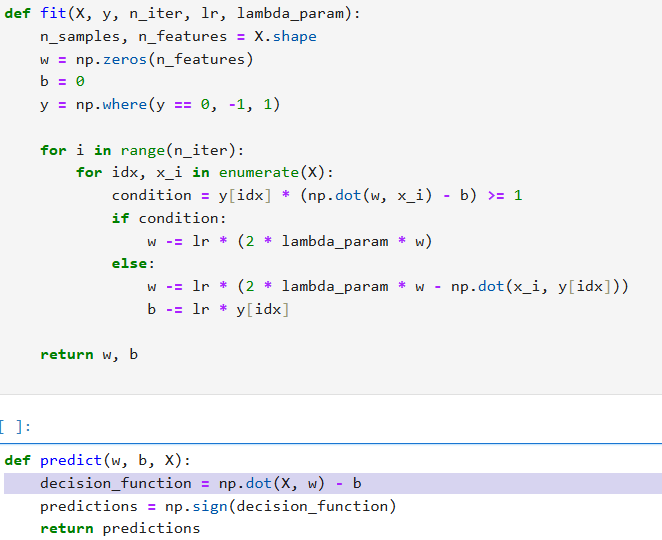 def fit(X, y, n_iter, lr, lambda_param):
    n_samples, n_features = X.shape
    w = np.zeros(n_features)
    b = 0
    y = np.where(y == 0, -1, 1)
    for i in range(n_iter):
        for idx, x_i in enumerate(X):
            condition = y[idx] * (np.dot(w, x_i) - b) >= 1
            if condition:
                w -= lr * (2 * lambda_param * w)
            else:
                w -= lr * (2 * lambda_param * w - np.dot(x_i, y[idx]))
                b -= lr * y[idx]
    return w, b
[ ]:
def predict(w, b, X):
    decision_function = np.dot(X, w) - b
    predictions = np.sign(decision_function)
    return predictions